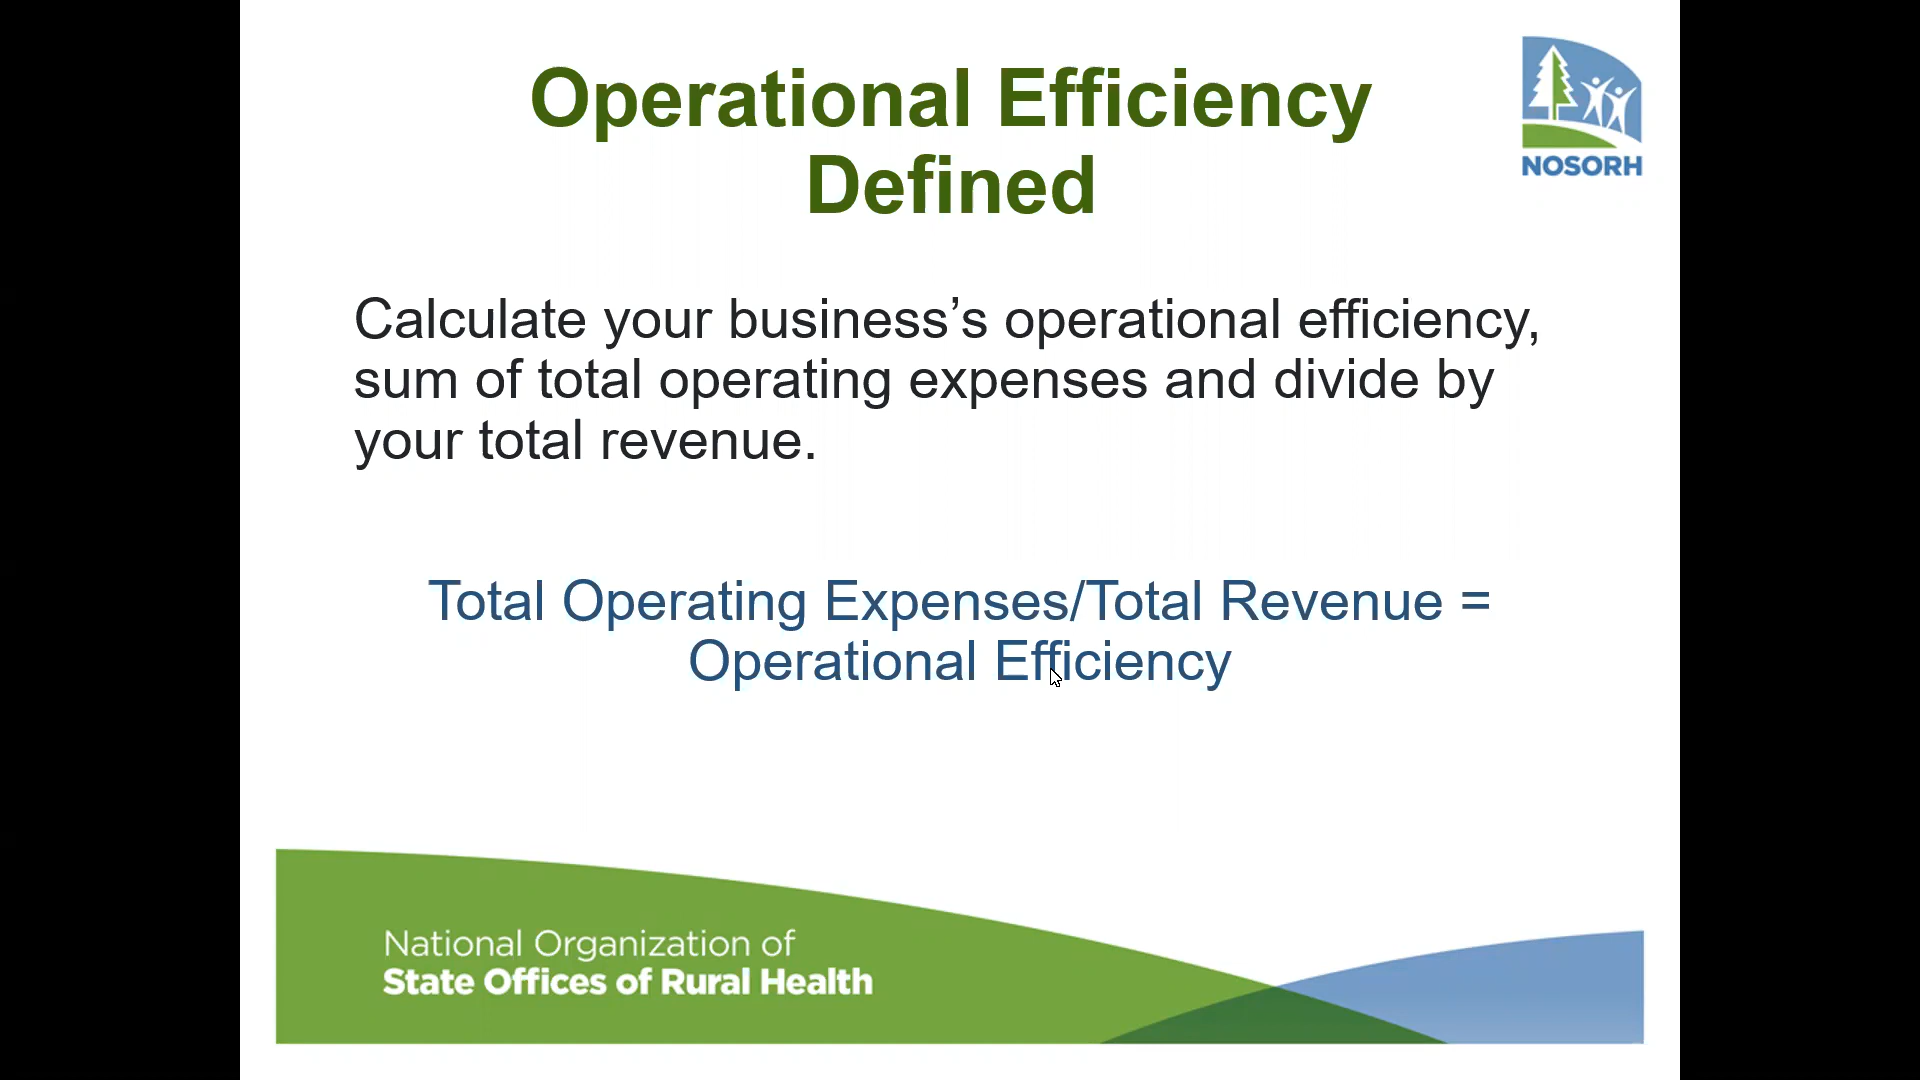 Operational Efficiency
Defined
NOSORH
Calculate your business’s operational efficiency,
sum of total operating expenses and divide by
your total revenue.
Total Operating Expenses/Total Revenue =
Operational Efficiency
National Organization of
State Offices of Rural Health